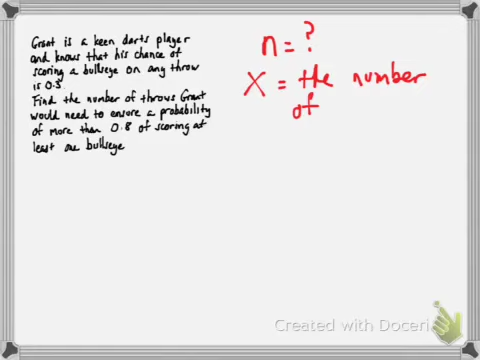 Grant is a keen darts player
and knows that his chance of
scoring a bullseye on any throw
is 0.3.
Find the number of throws Grant
would need to ensure a probability
of more than 0.8 of scoring at
least one bullseye
n = ?
X = the number
of
Created with Doceri